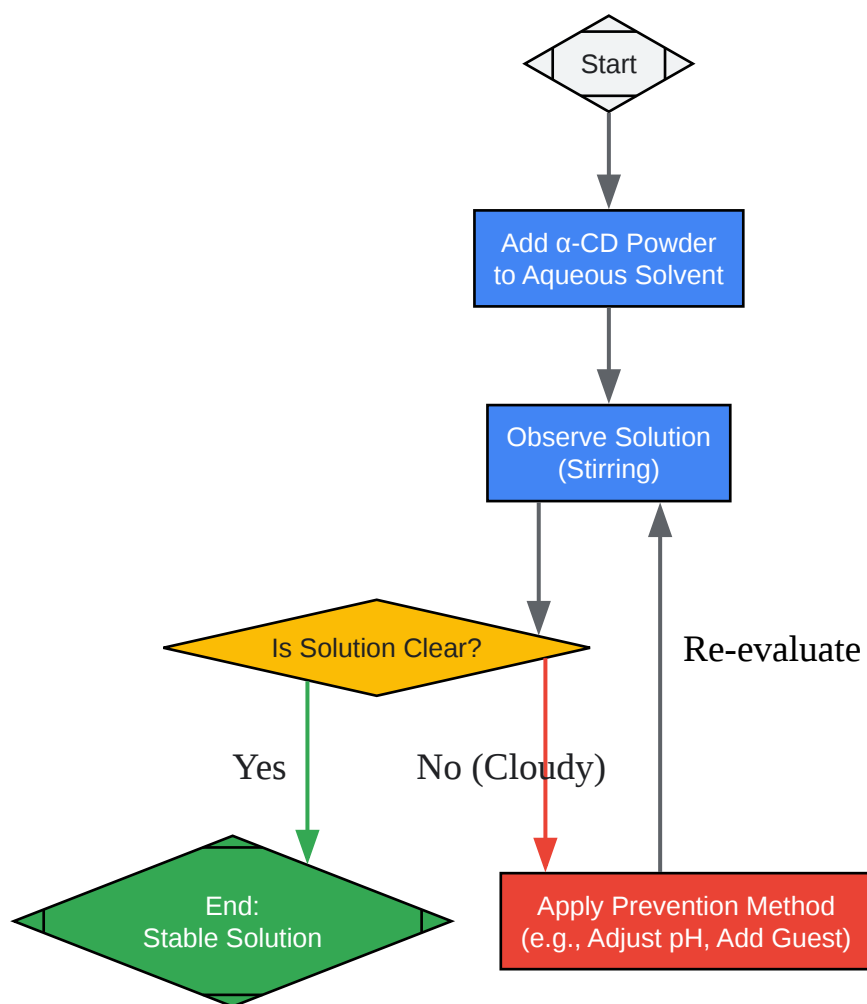 Start
Add α-CD Powder
to Aqueous Solvent
Observe Solution
(Stirring)
Is Solution Clear?
Re-evaluate
Yes
No (Cloudy)
End:
Stable Solution
Apply Prevention Method
(e.g., Adjust pH, Add Guest)